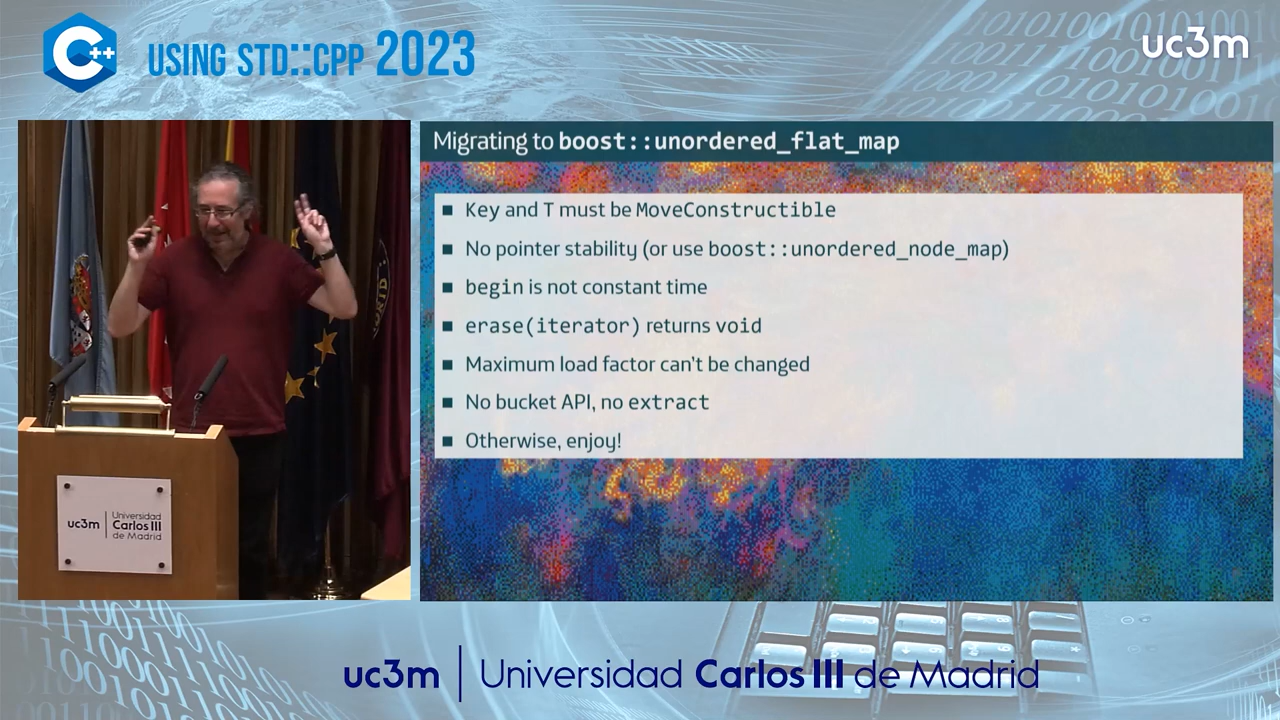 C++
USING STD::CPP 2023
uc3m
Migrating to boost::unordered_flat_map
■ Key and T must be MoveConstructible
■ No pointer stability (or use boost::unordered_node_map)
■ begin is not constant time
■ erase(iterator) returns void
■ Maximum load factor can't be changed
■ No bucket API, no extract
■ Otherwise, enjoy!
uc3m | Universidad
Carlos III
de Madrid
uc3m | Universidad Carlos III de Madrid